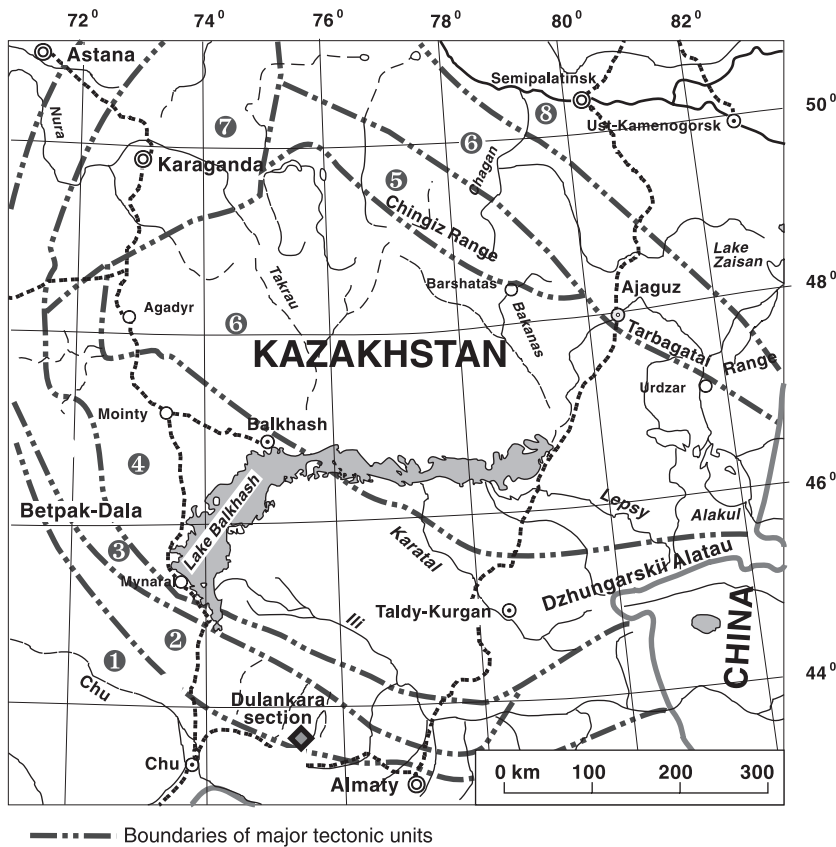 72⁰ 74⁰ 76⁰ 78⁰ 80⁰ 82⁰
Astana
Semipalatinsk
50⁰
Nura
7
8
Ust-Kamenogorsk
6
Karaganda
Chagan
5
Chingiz Range
Lake
Zaisan
Takrau
Barshatas
Ajaguz
48⁰
Agadyr
6
Bakanas
Tarbagatai
Range
KAZAKHSTAN
Urdzar
Mointy
Balkhash
4
46⁰
Lake Balkhash
Lepsy
Betpak-Dala
Alakul
Karatal
3
Dzhungarskii Alatau
Mynaral
Taldy-Kurgan
Ili
CHINA
2
1
44⁰
Chu
Dulankara
section
Chu
Almaty
0 km 100 200 300
Boundaries of major tectonic units